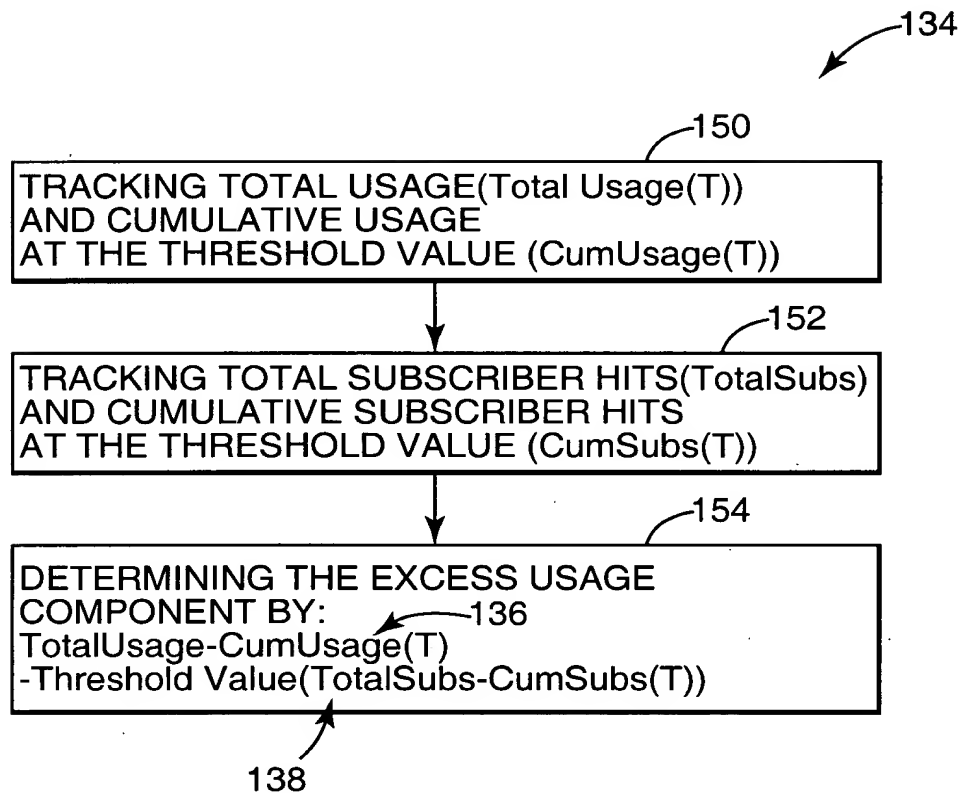 134
150
TRACKING TOTAL USAGE(Total Usage(T))
AND CUMULATIVE USAGE
AT THE THRESHOLD VALUE (CumUsage(T))
152
TRACKING TOTAL SUBSCRIBER HITS(TotalSubs)
AND CUMULATIVE SUBSCRIBER HITS
AT THE THRESHOLD VALUE (CumSubs(T))
154
DETERMINING THE EXCESS USAGE
COMPONENT BY:
136
TotalUsage-CumUsage(T)
-Threshold Value(TotalSubs-CumSubs(T))
138